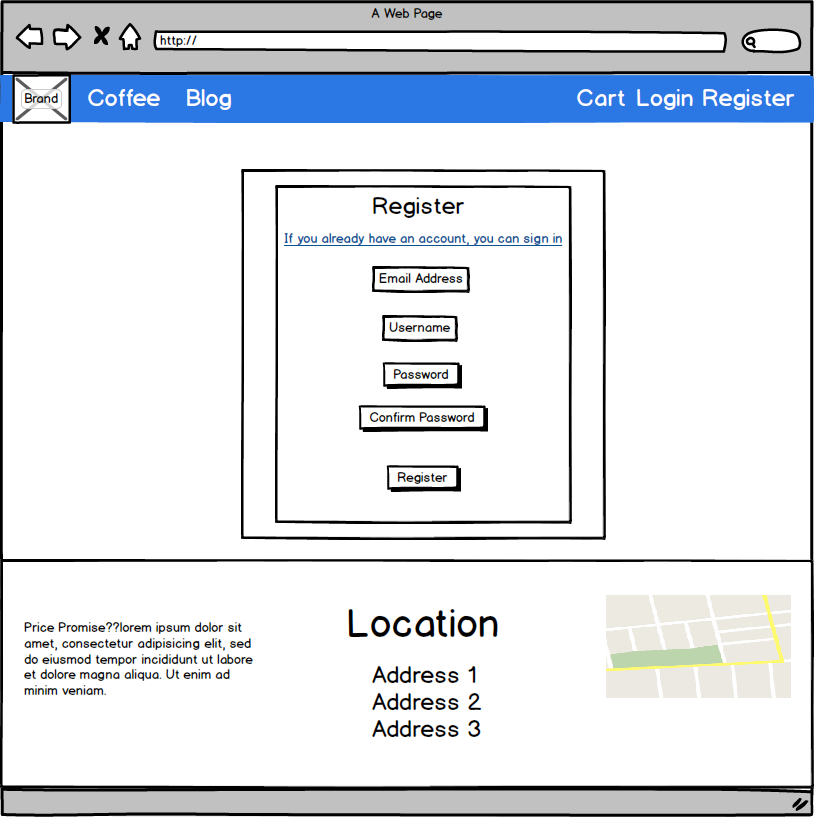 A Web Page
http://
Brand Coffee Blog Cart Login Register
Register
If you already have an account, you can sign in
Email Address
Username
Password
Confirm Password
Register
Price Promise??lorem ipsum dolor sit
amet, consectetur adipisicing elit, sed
do eiusmod tempor incididunt ut labore
et dolore magna aliqua. Ut enim ad
minim veniam.
Location
Address 1
Address 2
Address 3